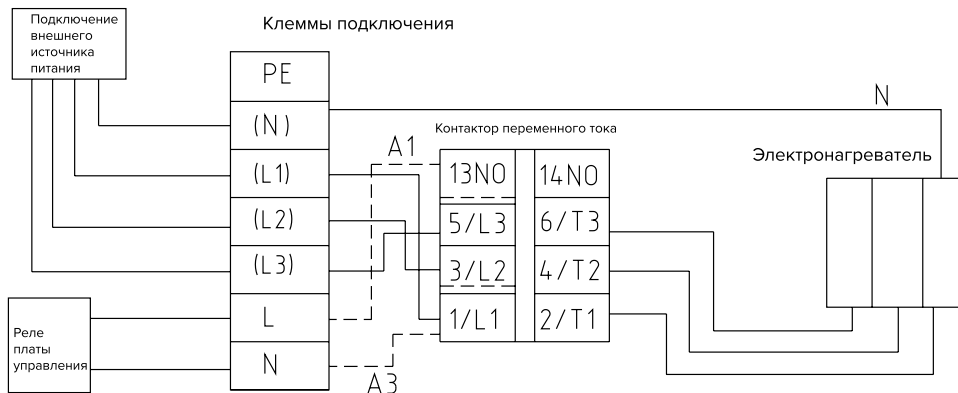 Подключение
внешнего
источника
питания
Клеммы подключения
PE
(N)
(L1)
(L2)
(L3)
L
N
Реле
платы
управления
A1
A3
Контактор переменного тока
13NO
14NO
5/L3
6/T3
3/L2
4/T2
1/L1
2/T1
N
Электронагреватель